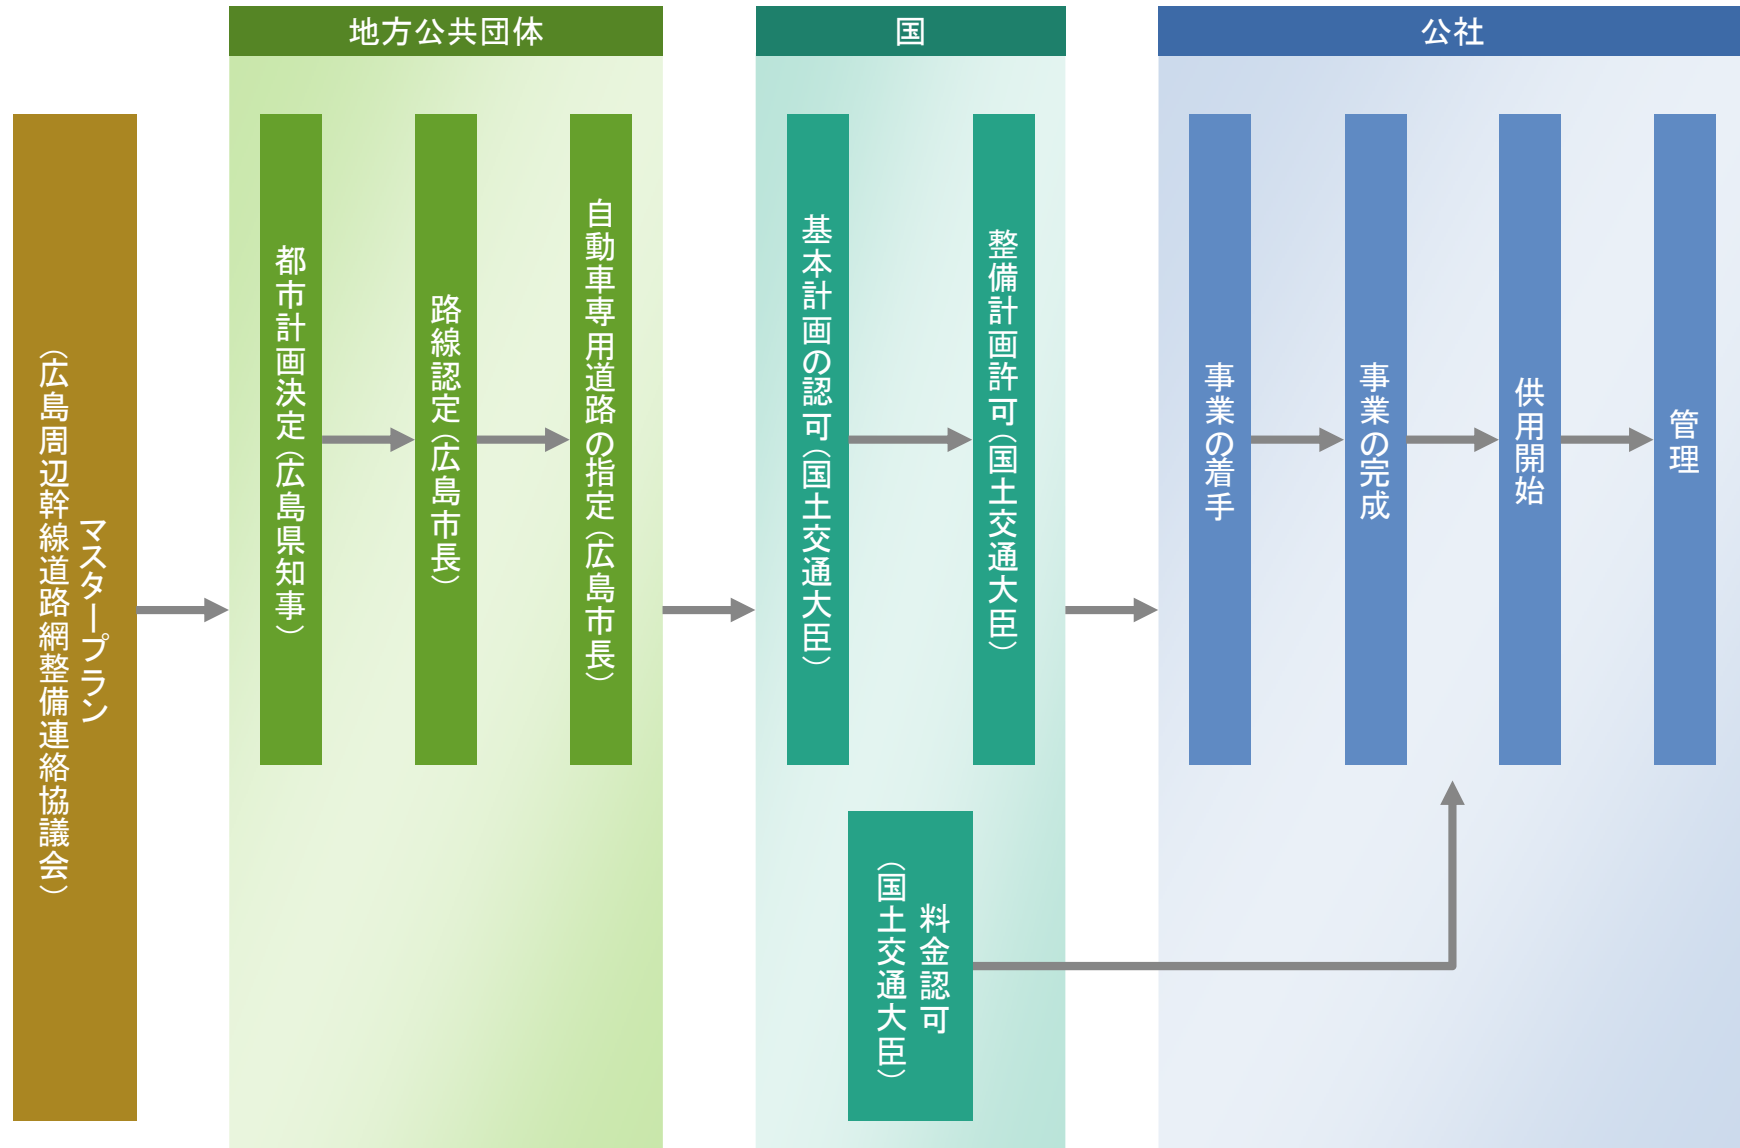 マスタープラン
（広島周辺幹線道路網整備連絡協議会）
地方公共団体
都市計画決定（広島県知事）
路線認定（広島市長）
自動車専用道路の指定（広島市長）
国
基本計画の認可（国土交通大臣）
整備計画許可（国土交通大臣）
料金認可
（国土交通大臣）
公社
事業の着手
事業の完成
供用開始
管理